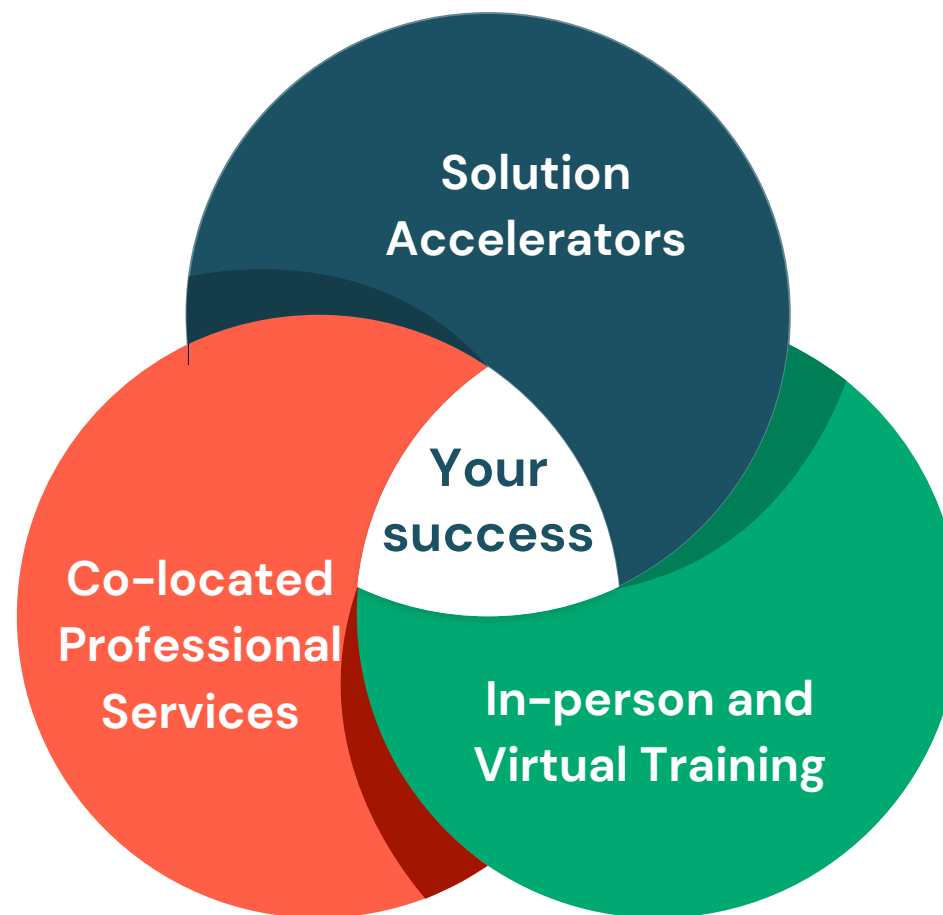 Solution
Accelerators
Your
success
Co-located
Professional
Services
In-person and
Virtual Training